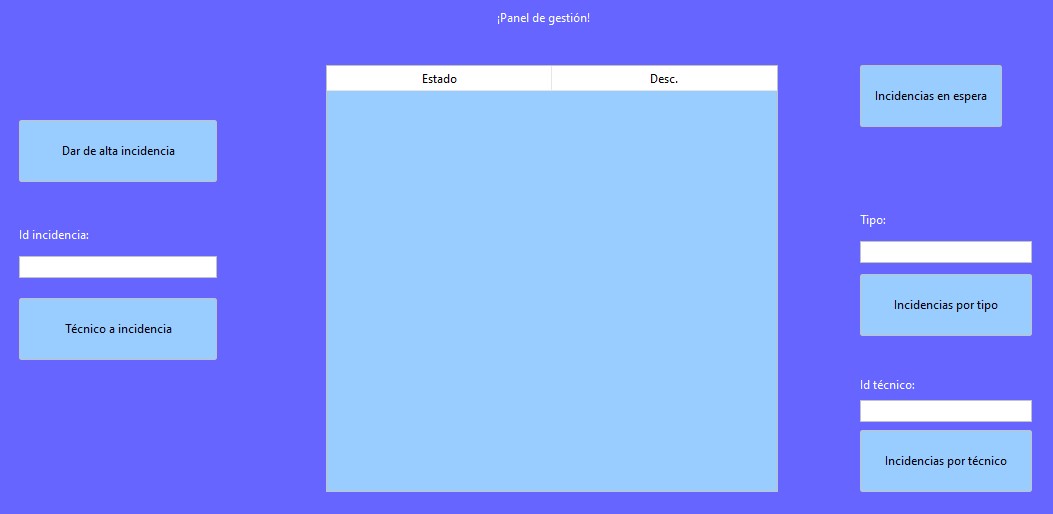 ¡Panel de gestión!
Estado Desc.
Incidencias en espera
Dar de alta incidencia
Id incidencia:
Técnico a incidencia
Tipo:
Incidencias por tipo
Id técnico:
Incidencias por técnico